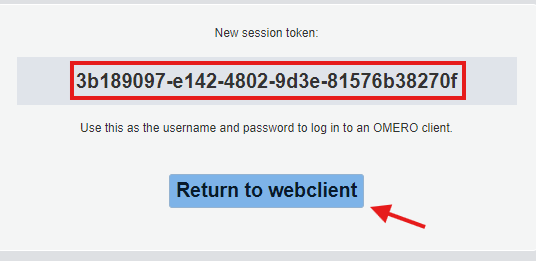 New session token:
3b189097-e142-4802-9d3e-81576b38270f
Use this as the username and password to log in to an OMERO client.
Return to webclient